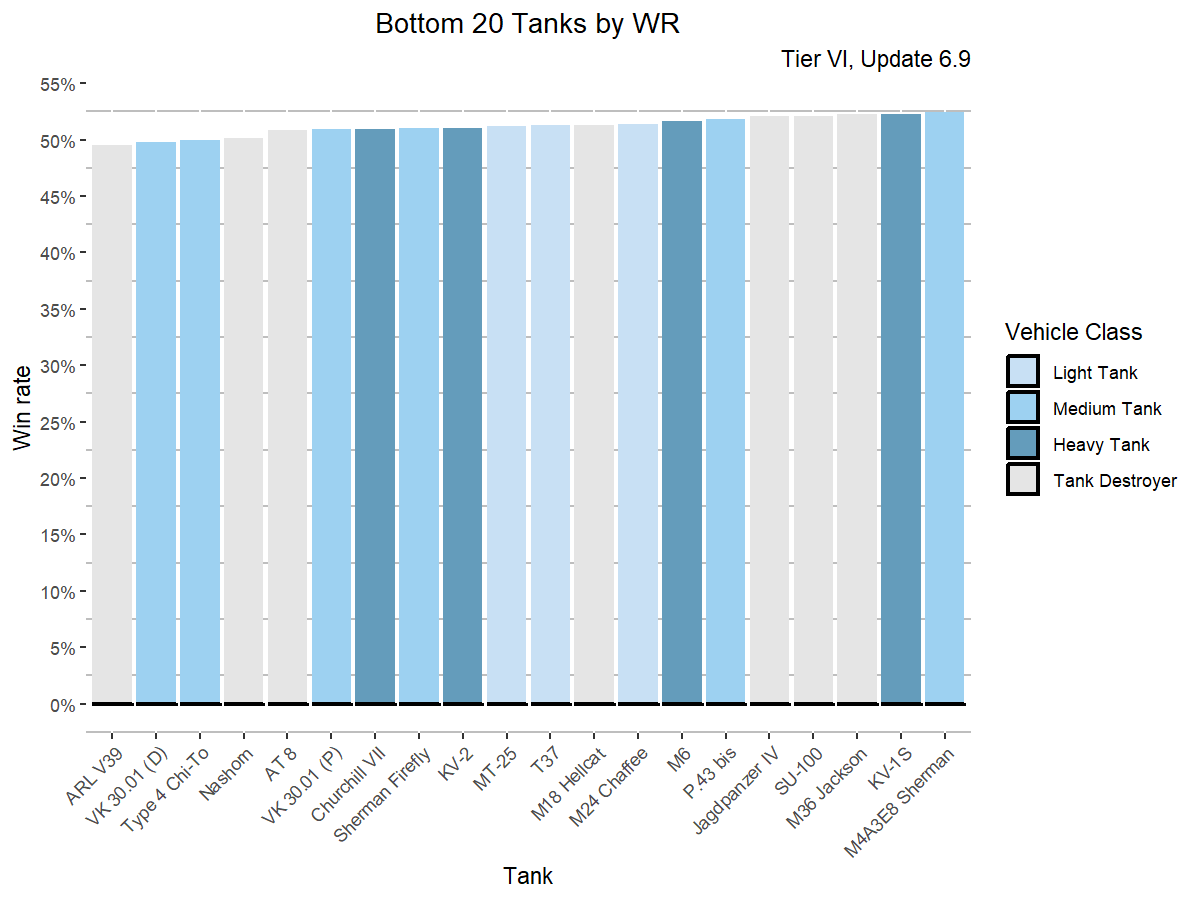 Bottom 20 Tanks by WR
Tier VI, Update 6.9
55%
50%
45%
40%
35%
30%
25%
20%
15%
10%
5%
0%
Win rate
ARL V39
VK 30.01 (D)
Type 4 Chi-To
Nashorn
AT 8
VK 30.01 (P)
Churchill VII
Sherman Firefly
KV-2
MT-25
T37
M18 Hellcat
M24 Chaffee
M6
P.43 bis
Jagdpanzer IV
SU-100
M36 Jackson
KV-1S
M4A3E8 Sherman
Tank
Vehicle Class
Light Tank
Medium Tank
Heavy Tank
Tank Destroyer